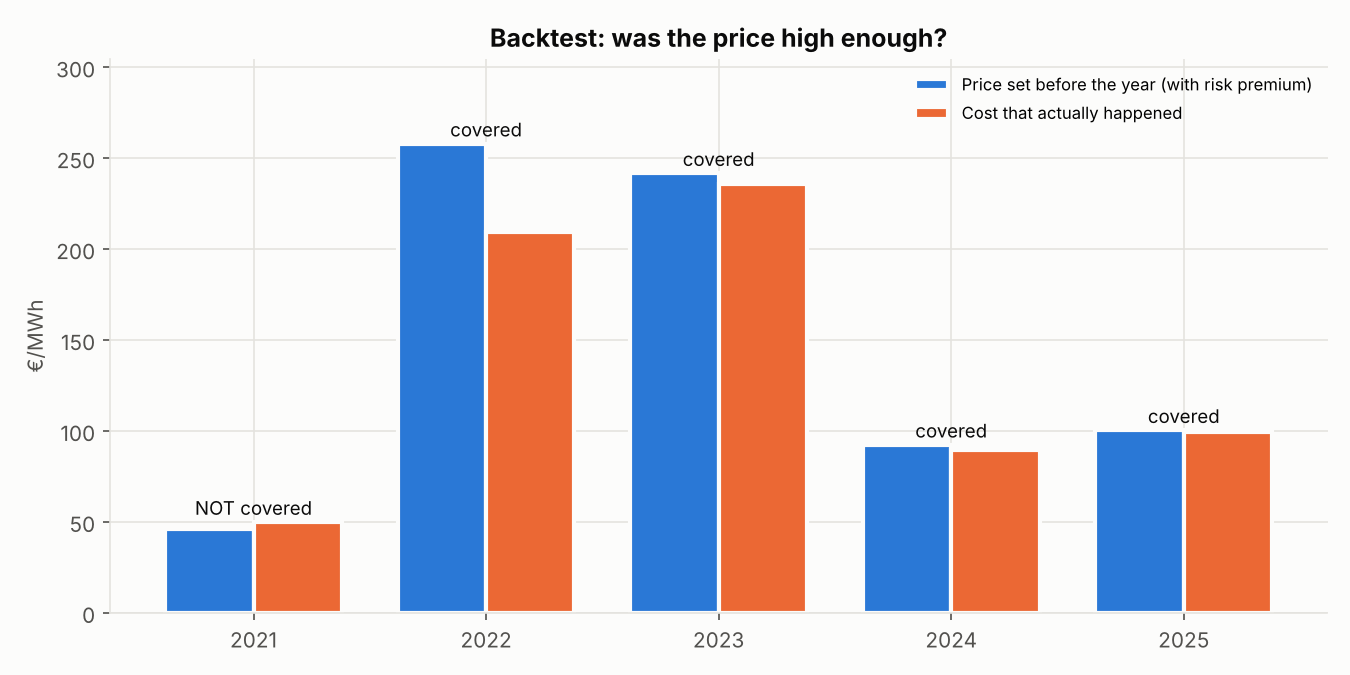 Backtest: was the price high enough?
Price set before the year (with risk premium)
Cost that actually happened
€/MWh
300
250
200
150
100
50
0
NOT covered
covered
covered
covered
covered
2021
2022
2023
2024
2025